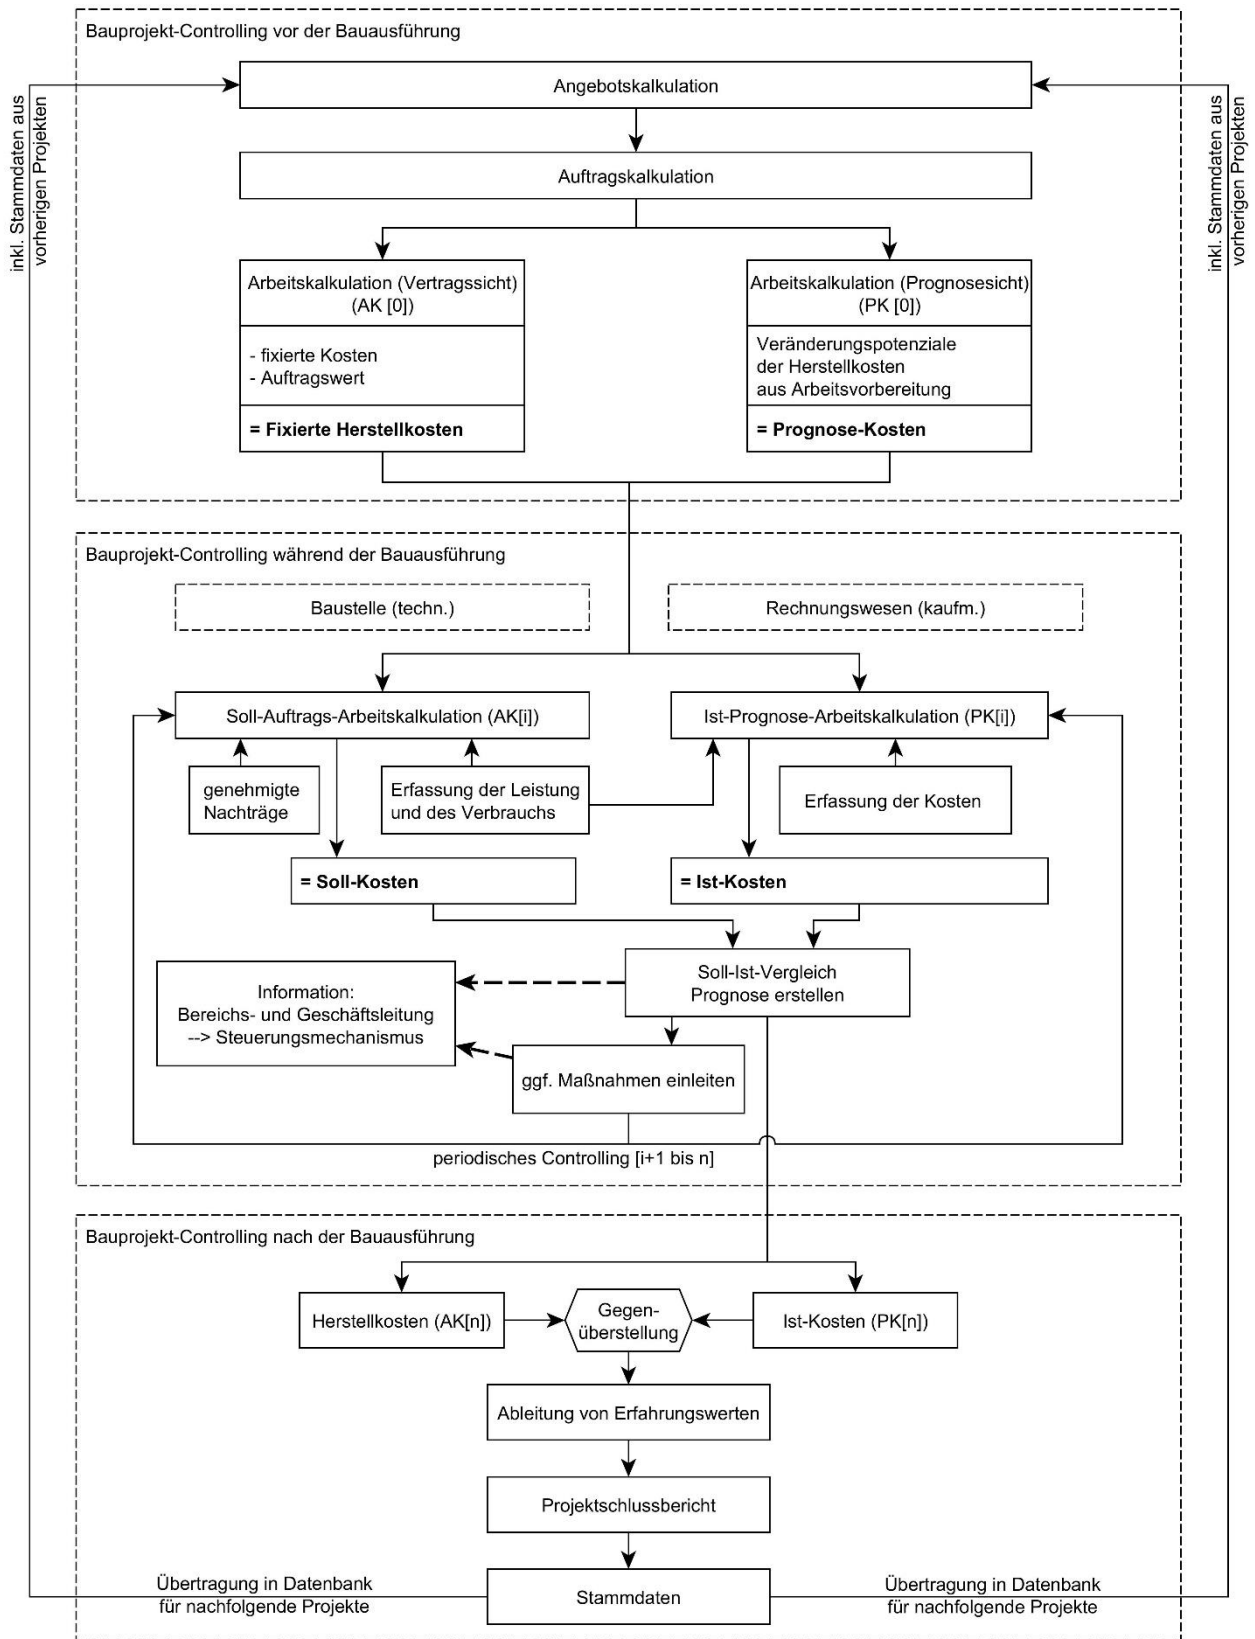 Bauprojekt-Controlling vor der Bauausführung
Angebotskalkulation
inkl. Stammdaten aus
vorherigen Projekten
inkl. Stammdaten aus
vorherigen Projekten
Auftragskalkulation
Arbeitskalkulation (Vertragssicht)
(AK [0])
- fixierte Kosten
- Auftragswert
= Fixierte Herstellkosten
Arbeitskalkulation (Prognosesicht)
(PK [0])
Veränderungspotenziale
der Herstellkosten
aus Arbeitsvorbereitung
= Prognose-Kosten
Bauprojekt-Controlling während der Bauausführung
Baustelle (techn.)
Rechnungswesen (kaufm.)
Soll-Auftrags-Arbeitskalkulation (AK[i])
Ist-Prognose-Arbeitskalkulation (PK[i])
genehmigte
Nachträge
Erfassung der Leistung
und des Verbrauchs
Erfassung der Kosten
= Soll-Kosten
= Ist-Kosten
Soll-Ist-Vergleich
Prognose erstellen
Information:
Bereichs- und Geschäftsleitung
--> Steuerungsmechanismus
ggf. Maßnahmen einleiten
periodisches Controlling [i+1 bis n]
Bauprojekt-Controlling nach der Bauausführung
Herstellkosten (AK[n])
Gegen-
überstellung
Ist-Kosten (PK[n])
Ableitung von Erfahrungswerten
Projektschlussbericht
Übertragung in Datenbank
für nachfolgende Projekte
Stammdaten
Übertragung in Datenbank
für nachfolgende Projekte